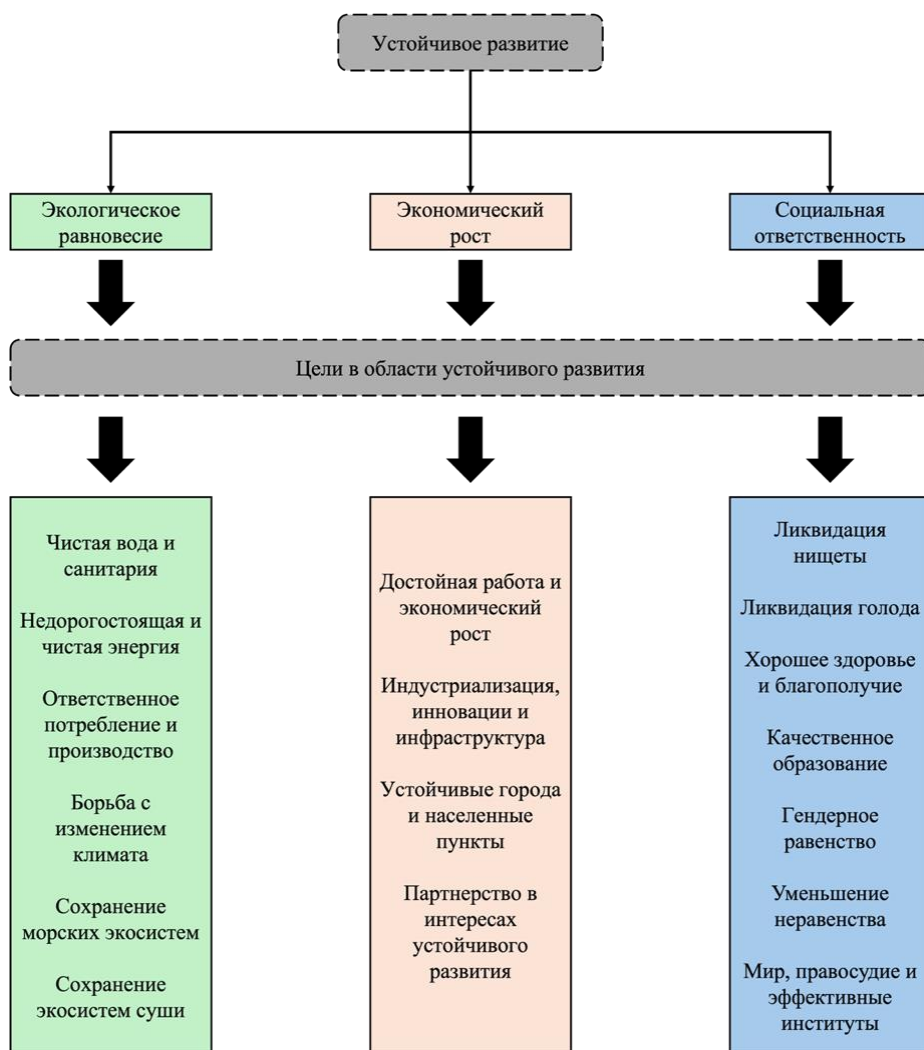 Устойчивое развитие
Экологическое
равновесие
Экономический
рост
Социальная
ответственность
Цели в области устойчивого развития
Чистая вода и
санитария
Недорогостоящая и
чистая энергия
Ответственное
потребление и
производство
Борьба с
изменением
климата
Сохранение
морских экосистем
Сохранение
экосистем суши
Достойная работа и
экономический
рост
Индустриализация,
инновации и
инфраструктура
Устойчивые города
и населенные
пункты
Партнерство в
интересах
устойчивого
развития
Ликвидация
нищеты
Ликвидация голода
Хорошее здоровье
и благополучие
Качественное
образование
Гендерное
равенство
Уменьшение
неравенства
Мир, правосудие и
эффективные
институты